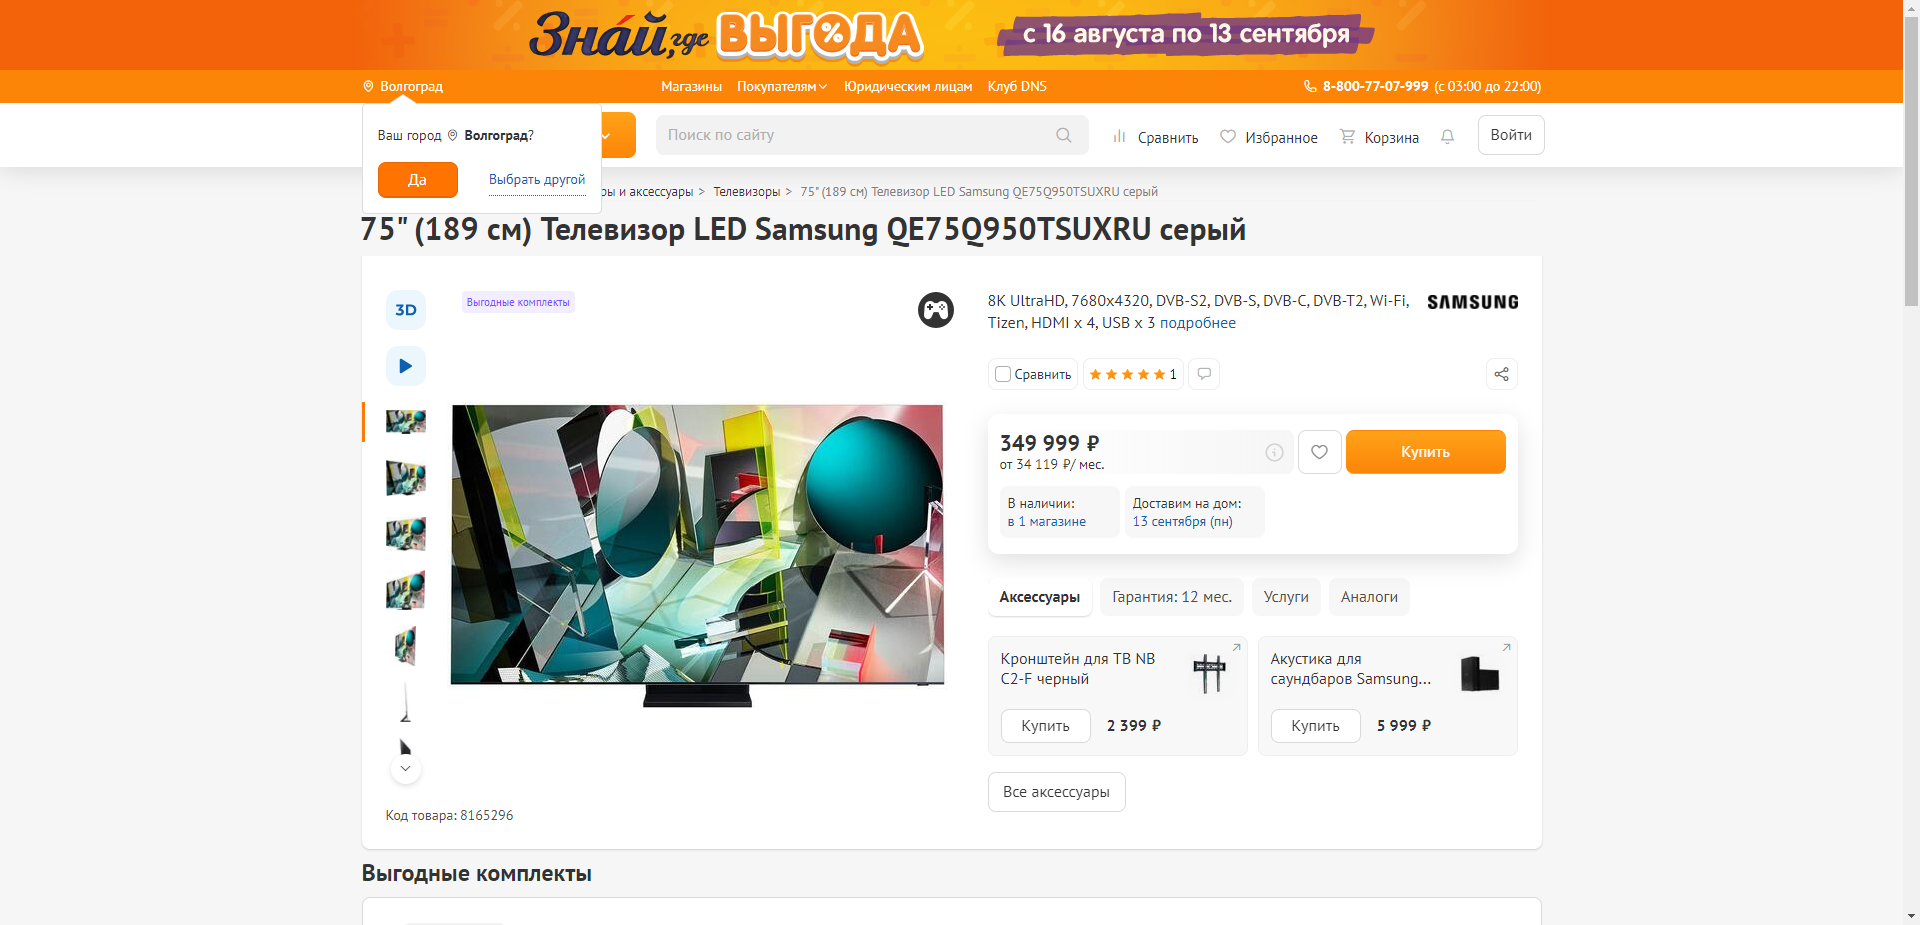 Знай, где ВЫГОДА
с 16 августа по 13 сентября
Волгоград
Магазины
Покупателям
Юридическим лицам
Клуб DNS
8-800-77-07-999 (с 03:00 до 22:00)
Ваш город Волгоград?
Да
Выбрать другой
Поиск по сайту
Сравнить
Избранное
Корзина
Войти
и аксессуары > Телевизоры > 75" (189 см) Телевизор LED Samsung QE75Q950TSUXRU серый
75" (189 см) Телевизор LED Samsung QE75Q950TSUXRU серый
3D
Выгодные комплекты
8K UltraHD, 7680x4320, DVB-S2, DVB-S, DVB-C, DVB-T2, Wi-Fi,
Tizen, HDMI x 4, USB x 3 подробнее
SAMSUNG
Сравнить
1
349 999 ₽
от 34 119 ₽/ мес.
Купить
В наличии:
в 1 магазине
Доставим на дом:
13 сентября (пн)
Аксессуары
Гарантия: 12 мес.
Услуги
Аналоги
Кронштейн для ТВ NB
C2-F черный
Купить
2 399 ₽
Акустика для
саундбаров Samsung...
Купить
5 999 ₽
Все аксессуары
Код товара: 8165296
Выгодные комплекты